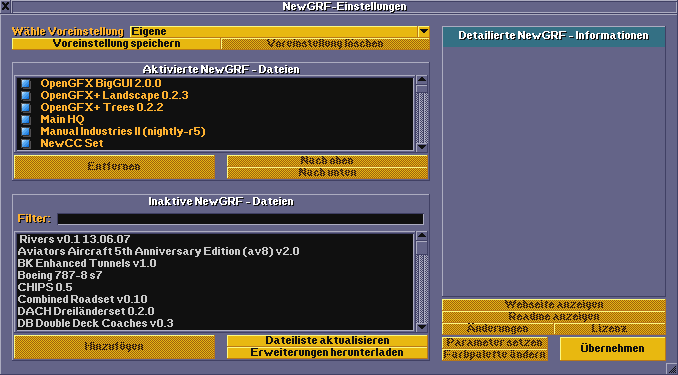 NewGRF-Einstellungen
Wähle Voreinstellung Eigene
Voreinstellung speichern Voreinstellung löschen
Aktivierte NewGRF - Dateien
OpenGFX BigGUI 2.0.0
OpenGFX+ Landscape 0.2.3
OpenGFX+ Trees 0.2.2
Main HQ
Manual Industries II (nightly-r5)
NewCC Set
Entfernen Nach oben
Nach unten
Inaktive NewGRF - Dateien
Filter:
Rivers v0.1 13.06.07
Aviators Aircraft 5th Anniversary Edition (av8) v2.0
BK Enhanced Tunnels v1.0
Boeing 787-8 s7
CHIPS 0.5
Combined Roadset v0.10
DACH Dreiländerset 0.2.0
DB Double Deck Coaches v0.3
Hinzufügen Dateiliste aktualisieren
Erweiterungen herunterladen
Detailierte NewGRF - Informationen
Webseite anzeigen
Readme anzeigen
Änderungen Lizenz
Parameter setzen
Farbpalette ändern
Übernehmen